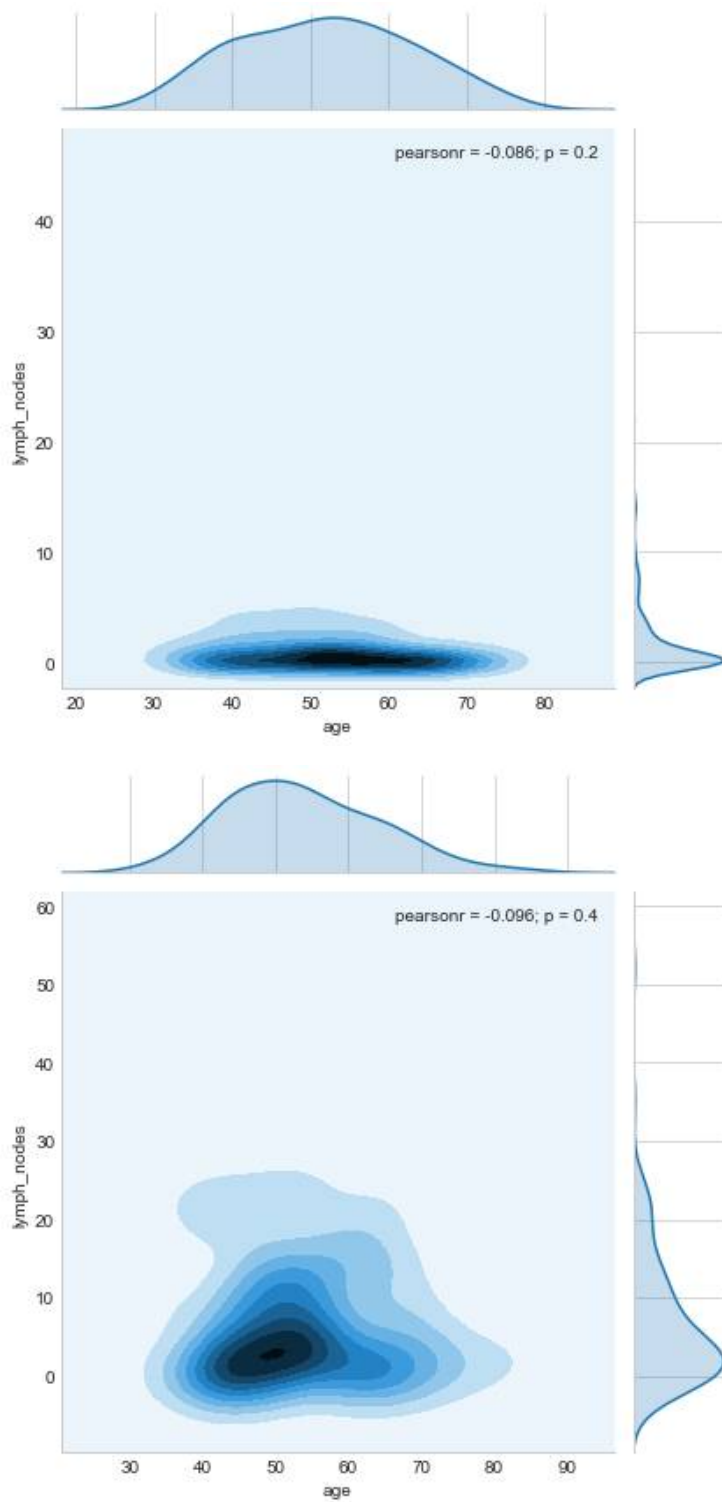 pearsonr = -0.086; p = 0.2
40
30
20
10
0
lymph_nodes
20 30 40 50 60 70 80
age
pearsonr = -0.096; p = 0.4
60
50
40
30
20
10
0
lymph_nodes
30 40 50 60 70 80 90
age